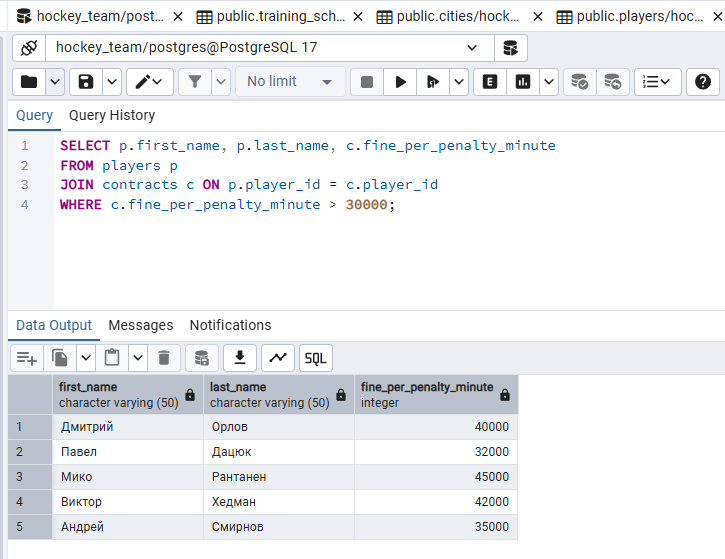 hockey_team/post... public.training_sch... public.cities/hock... public.players/hoc...
hockey_team/postgres@PostgreSQL 17
No limit
E
Query Query History
1 SELECT p.first_name, p.last_name, c.fine_per_penalty_minute
2 FROM players p
3 JOIN contracts c ON p.player_id = c.player_id
4 WHERE c.fine_per_penalty_minute > 30000;
Data Output Messages Notifications
SQL
first_name last_name fine_per_penalty_minute
character varying (50) character varying (50) integer
1 Дмитрий Орлов 40000
2 Павел Дацюк 32000
3 Мико Рантанен 45000
4 Виктор Хедман 42000
5 Андрей Смирнов 35000